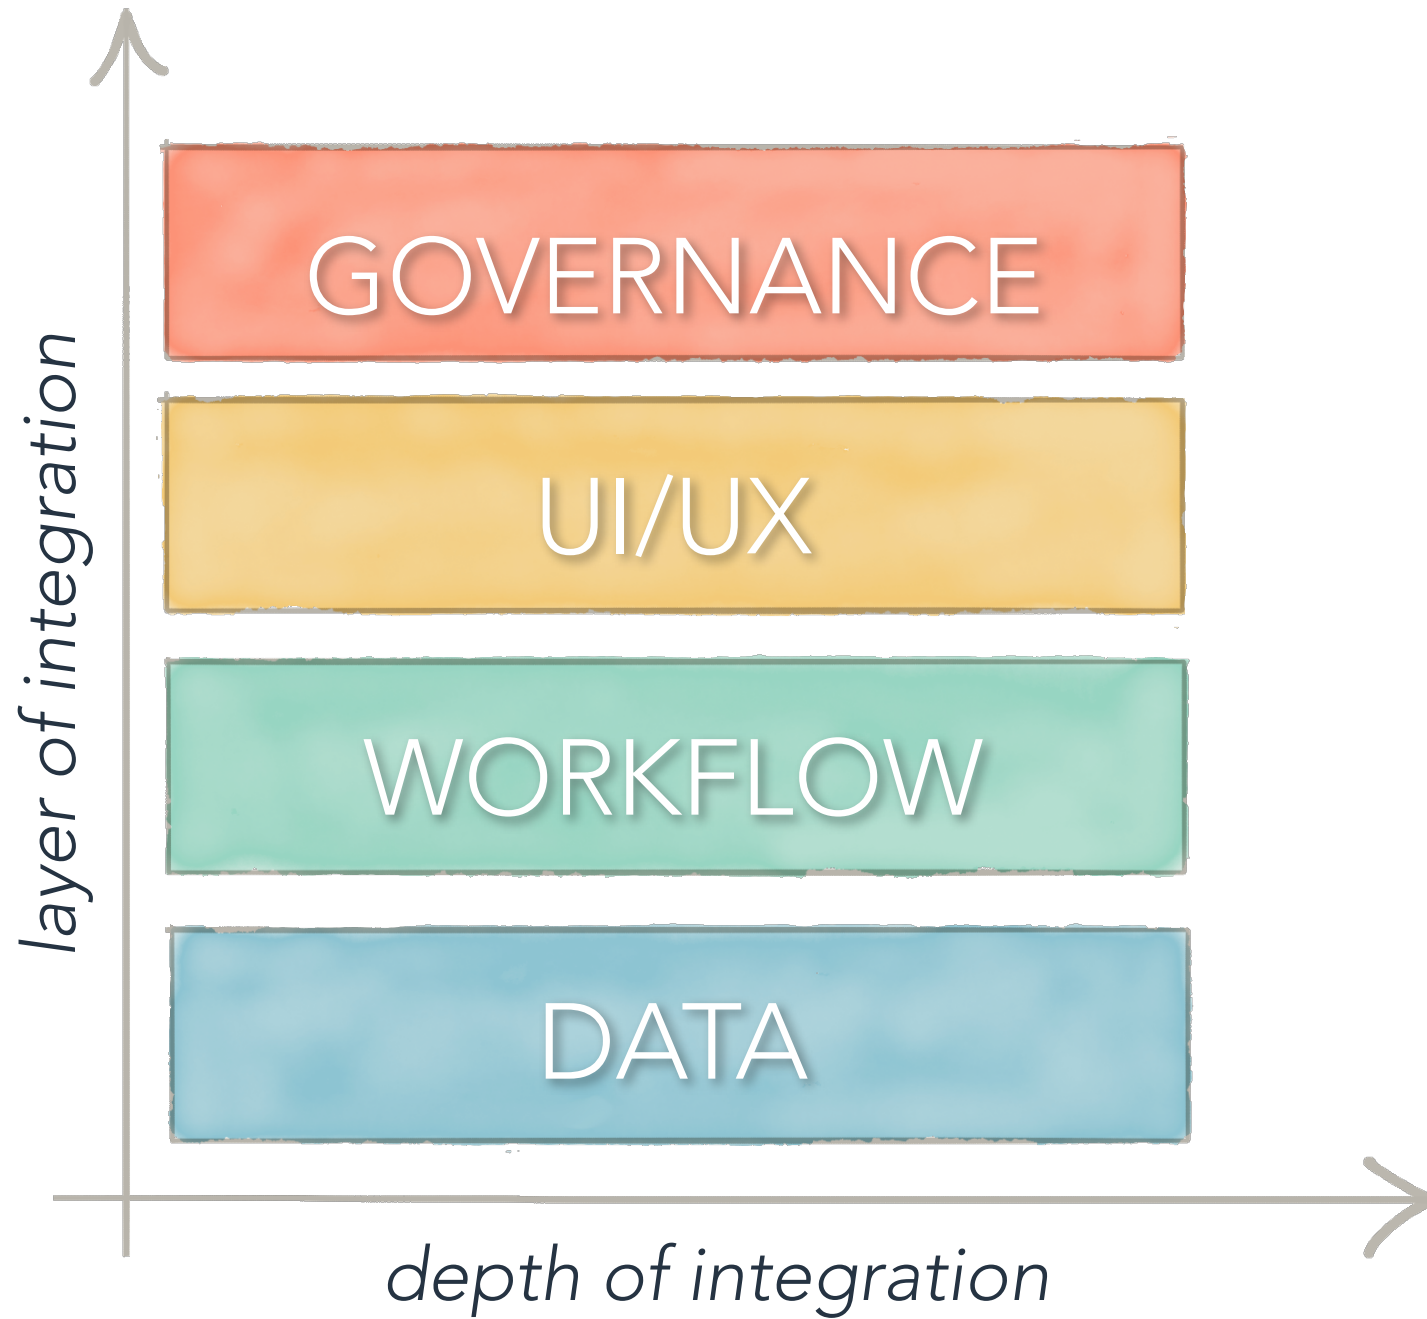 GOVERNANCE
UI/UX
WORKFLOW
DATA
layer of integration
depth of integration